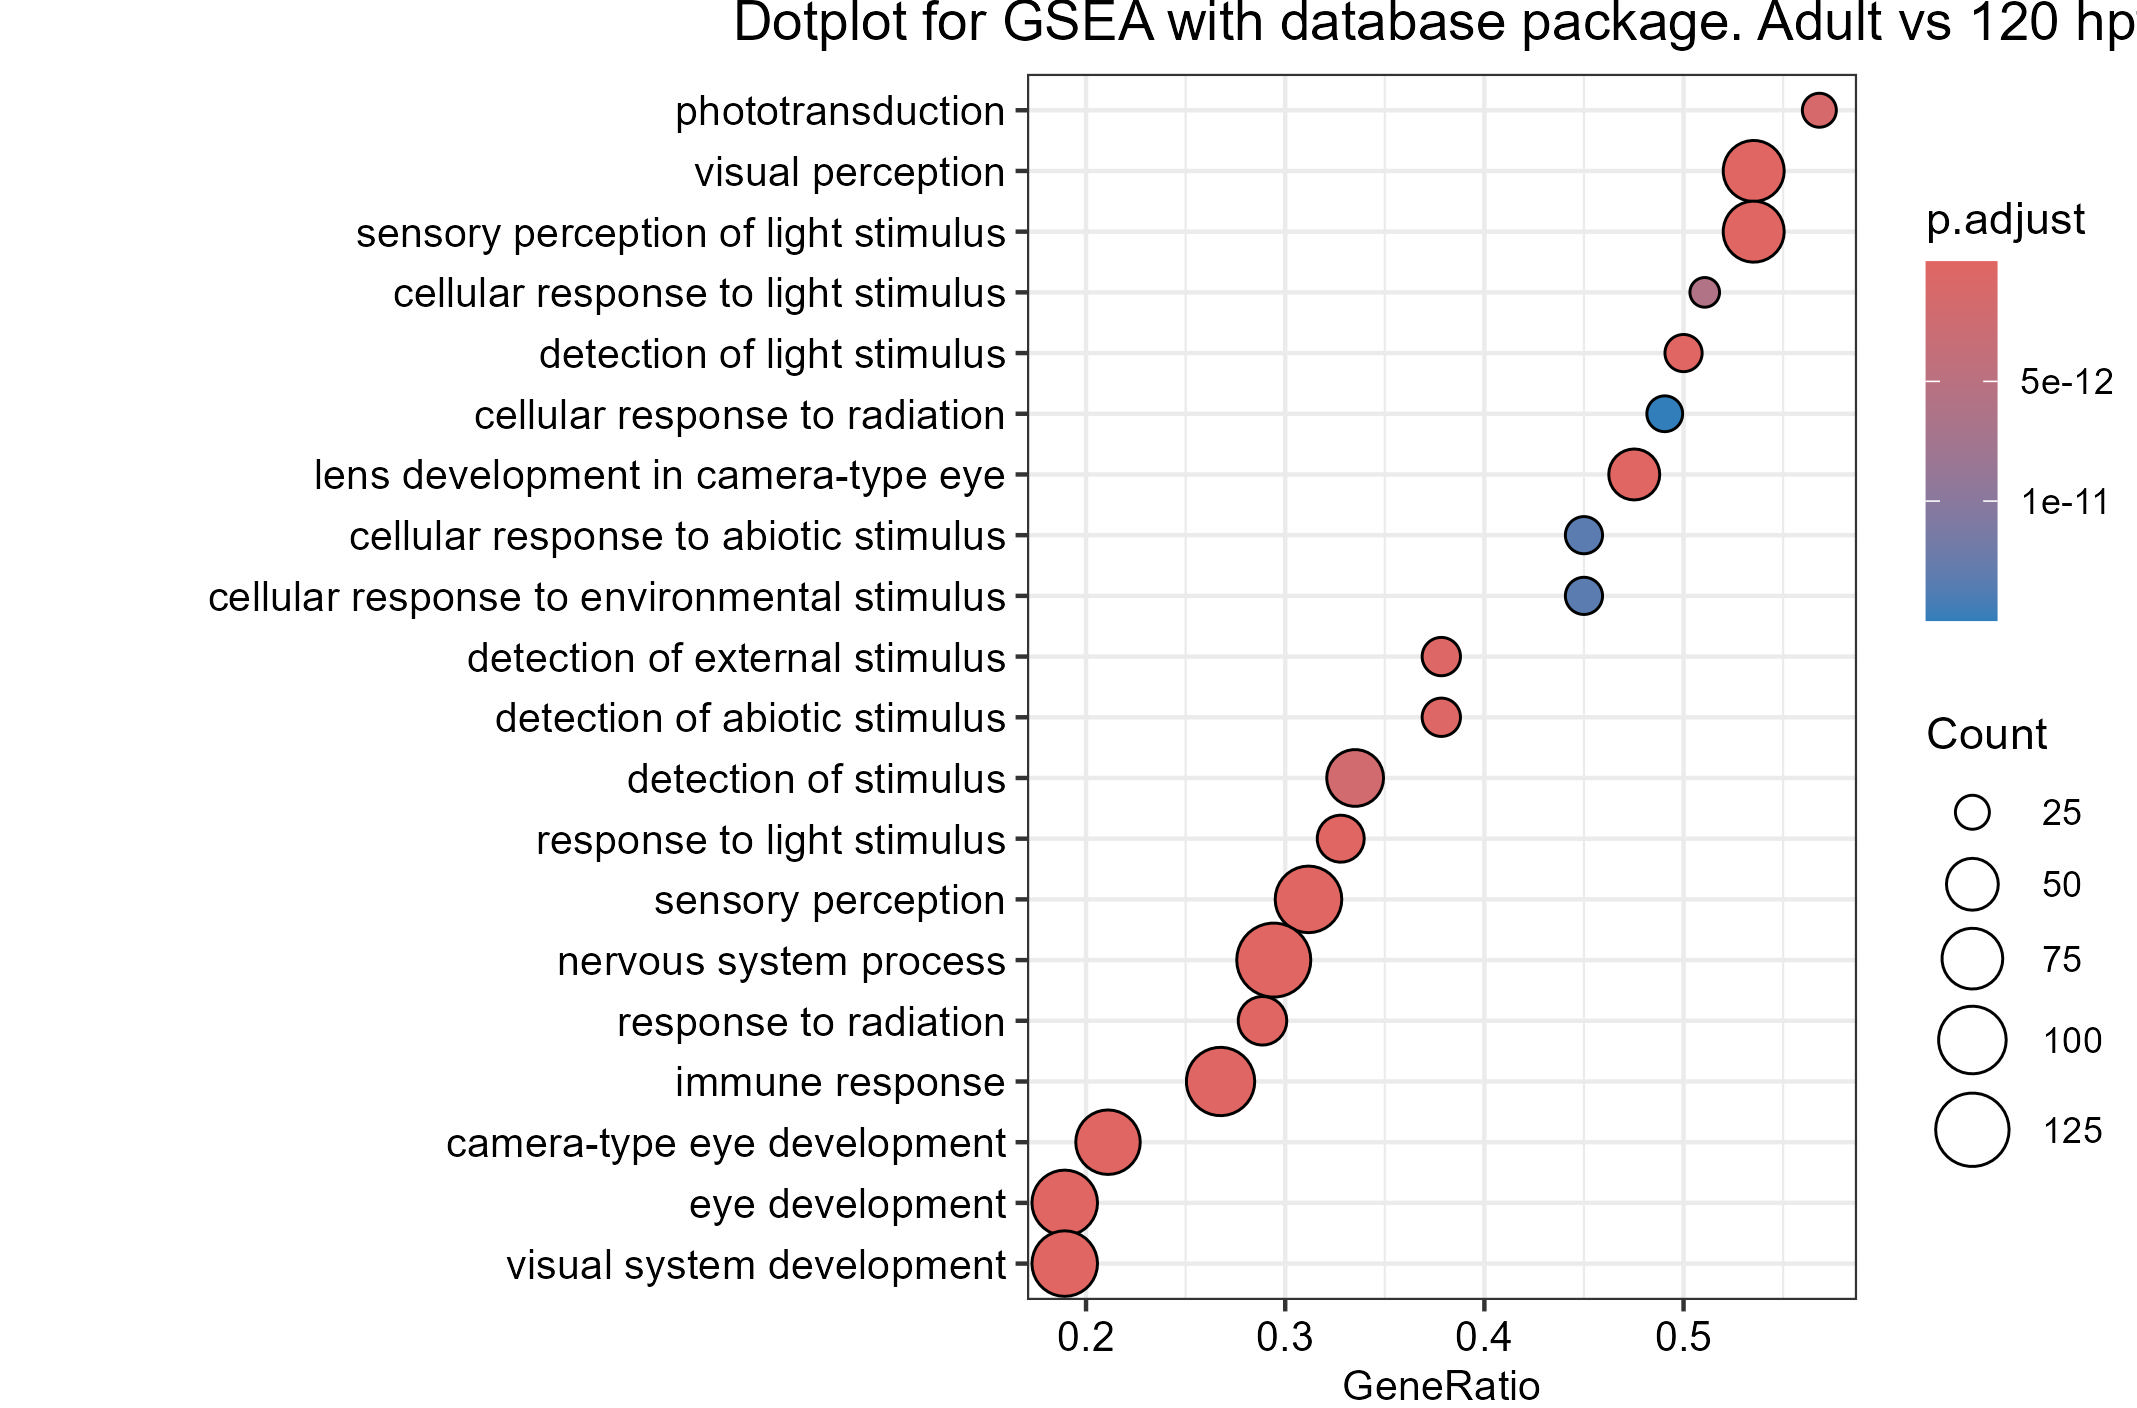 Dotplot for GSEA with database package. Adult vs 120 hp
phototransduction
visual perception
sensory perception of light stimulus
cellular response to light stimulus
detection of light stimulus
cellular response to radiation
lens development in camera-type eye
cellular response to abiotic stimulus
cellular response to environmental stimulus
detection of external stimulus
detection of abiotic stimulus
detection of stimulus
response to light stimulus
sensory perception
nervous system process
response to radiation
immune response
camera-type eye development
eye development
visual system development
0.2 0.3 0.4 0.5
GeneRatio
p.adjust
5e-12
1e-11
Count
25
50
75
100
125